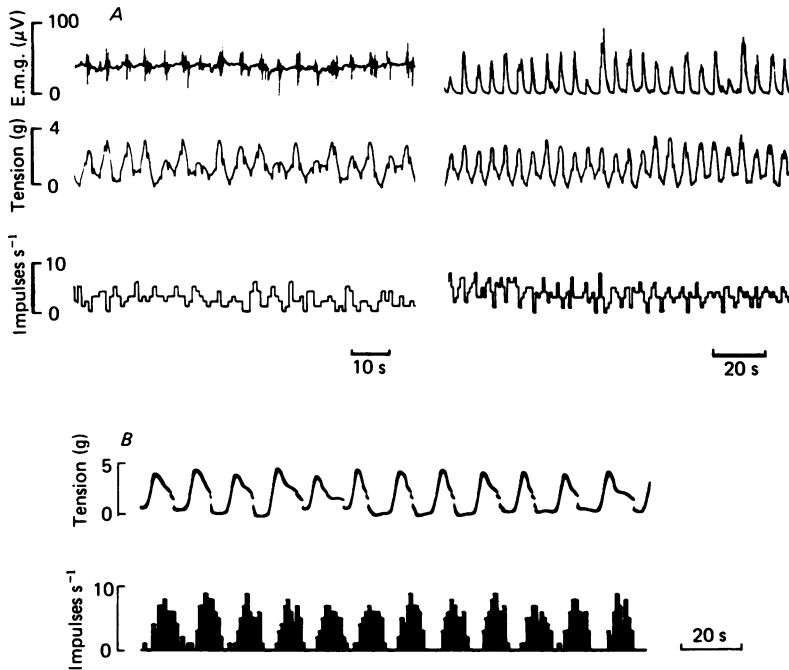 A
E.m.g. (μV)
100
0
Tension (g)
4
0
Impulses s⁻¹
10
0
10 s
20 s
B
Tension (g)
5
0
Impulses s⁻¹
10
0
20 s